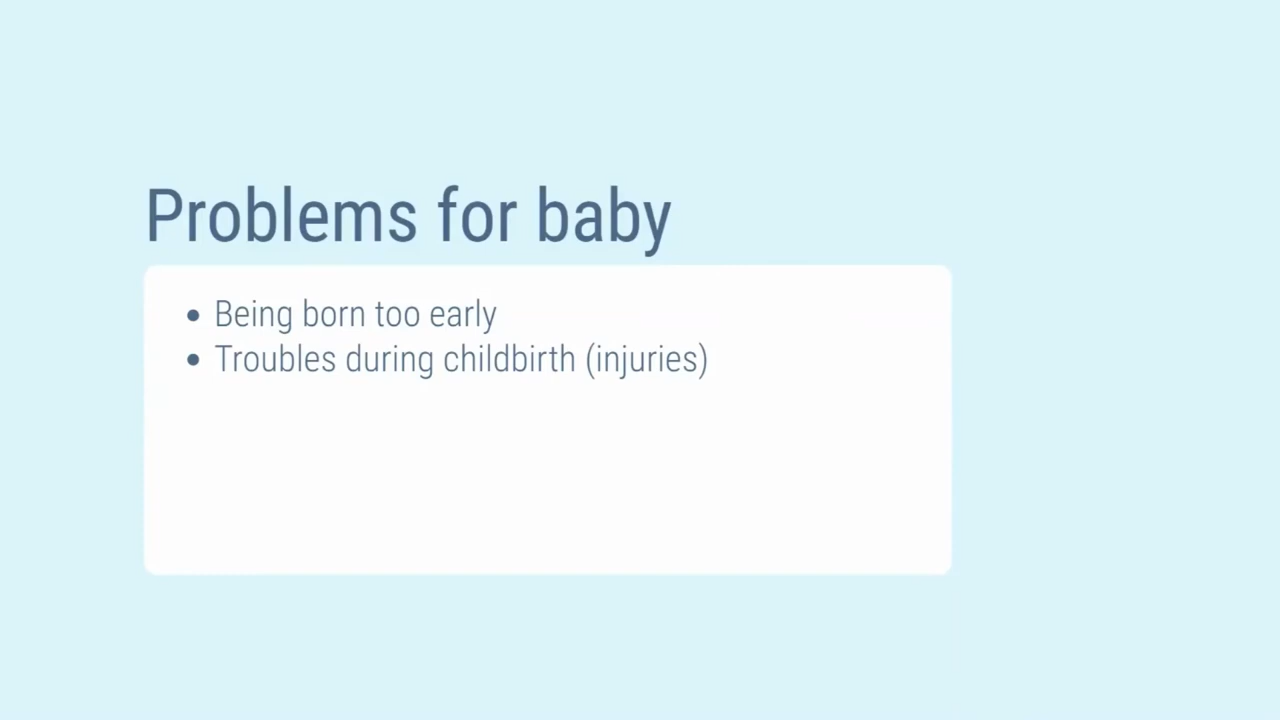 Problems for baby
• Being born too early
• Troubles during childbirth (injuries)